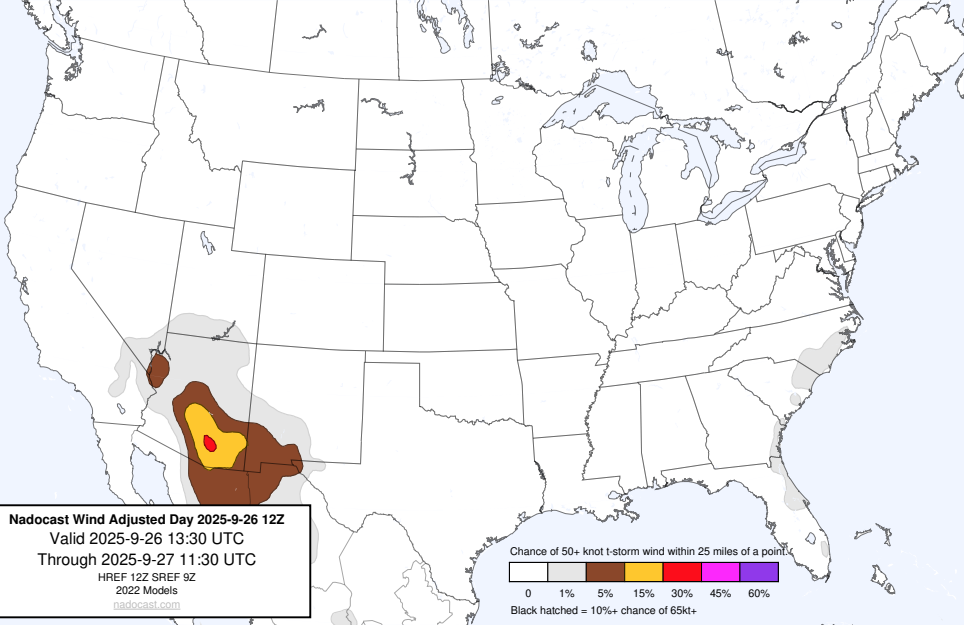 Nadocast Wind Adjusted Day 2025-9-26 12Z
Valid 2025-9-26 13:30 UTC
Through 2025-9-27 11:30 UTC
HREF 12Z SREF 9Z
2022 Models
nadocast.com
Chance of 50+ knot t-storm wind within 25 miles of a point.
0 1% 5% 15% 30% 45% 60%
Black hatched = 10%+ chance of 65kt+